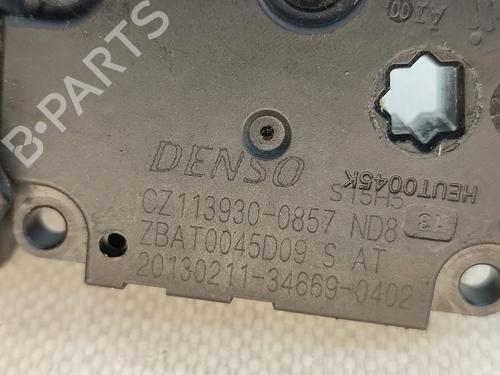 B-PARTS
DENSO
S15H5
HEUT0045K
CZ113930-0857 ND8 13
ZBAT0045D09 S AT
20130211-34669-0402